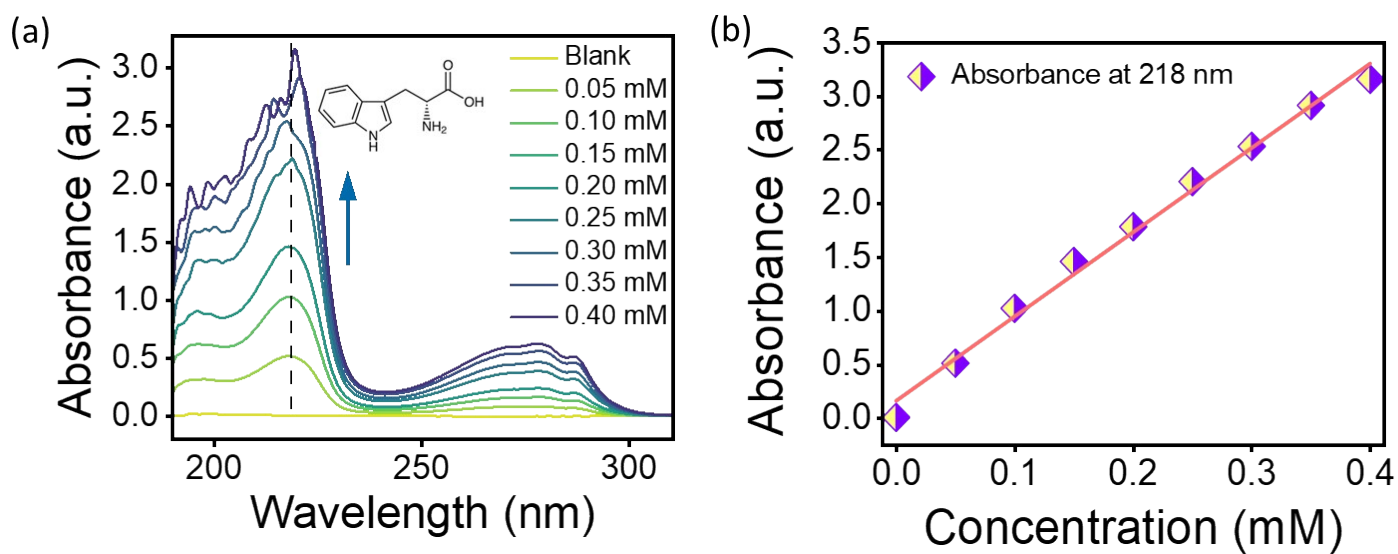 (a)
Absorbance (a.u.)
3.0
2.5
2.0
1.5
1.0
0.5
0.0
200
250
300
Wavelength (nm)
O
OH
NH2
N
H
Blank
0.05 mM
0.10 mM
0.15 mM
0.20 mM
0.25 mM
0.30 mM
0.35 mM
0.40 mM
(b)
Absorbance (a.u.)
3.5
3.0
2.5
2.0
1.5
1.0
0.5
0.0
Absorbance at 218 nm
0.0
0.1
0.2
0.3
0.4
Concentration (mM)